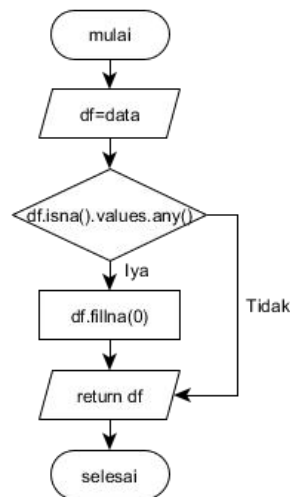 mulai
df=data
df.isna().values.any()
Iya
Tidak
df.fillna(0)
return df
selesai